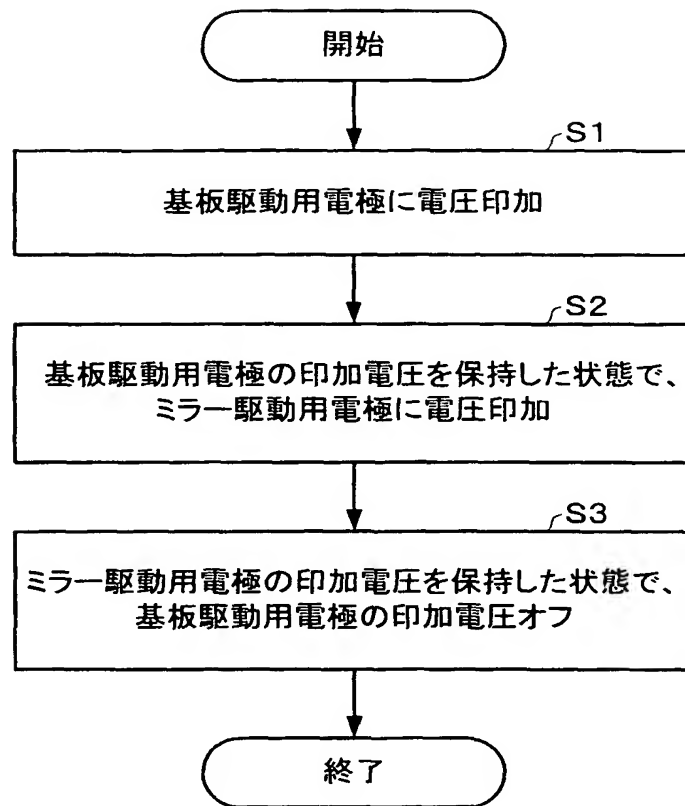 開始
S1
基板駆動用電極に電圧印加
S2
基板駆動用電極の印加電圧を保持した状態で、
ミラー駆動用電極に電圧印加
S3
ミラー駆動用電極の印加電圧を保持した状態で、
基板駆動用電極の印加電圧オフ
終了